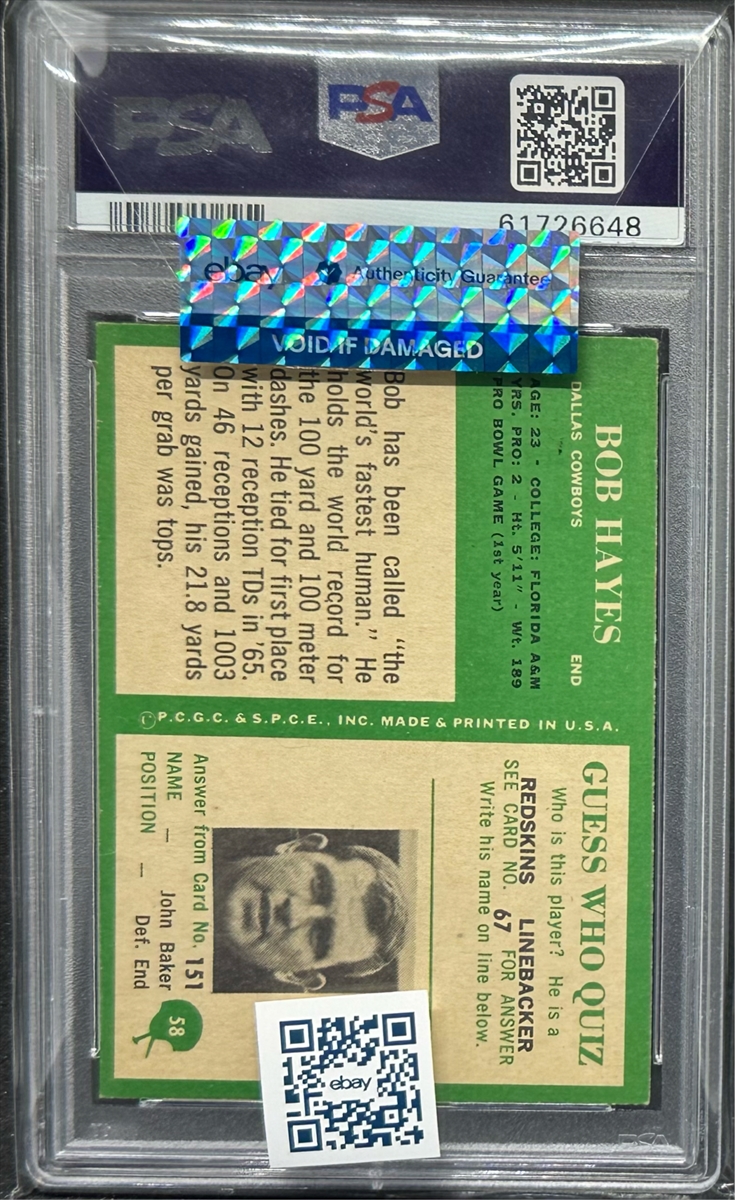 PSA
PSA
61726648
ebay Authenticity Guarantee
VOID IF DAMAGED
BOB HAYES
DALLAS COWBOYS END
AGE: 23 - COLLEGE: FLORIDA A&M
YRS. PRO: 2 - Ht. 5'11" - Wt. 189
PRO BOWL GAME (1st year)
Bob has been called "the
world's fastest human." He
holds the world record for
the 100 yard and 100 meter
dashes. He tied for first place
with 12 reception TDs in '65.
On 46 receptions and 1003
yards gained, his 21.8 yards
per grab was tops.
©P.C.G.C. & S.P.C.E., INC. MADE & PRINTED IN U.S.A.
GUESS WHO QUIZ
Who is this player? He is a
REDSKINS LINEBACKER
SEE CARD NO. 67 FOR ANSWER
Write his name on line below.
Answer from Card No. 151
NAME — John Baker
POSITION — Def. End
58
ebay
PSA